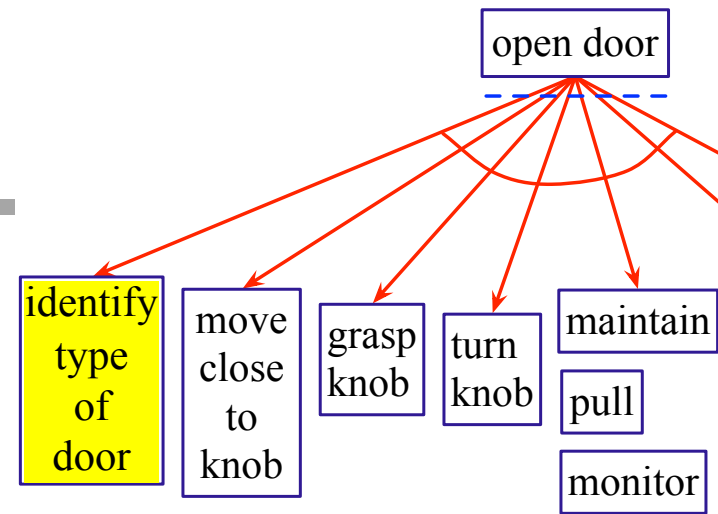 open door
identify
type
of
door
move
close
to
knob
grasp
knob
turn
knob
maintain
pull
monitor